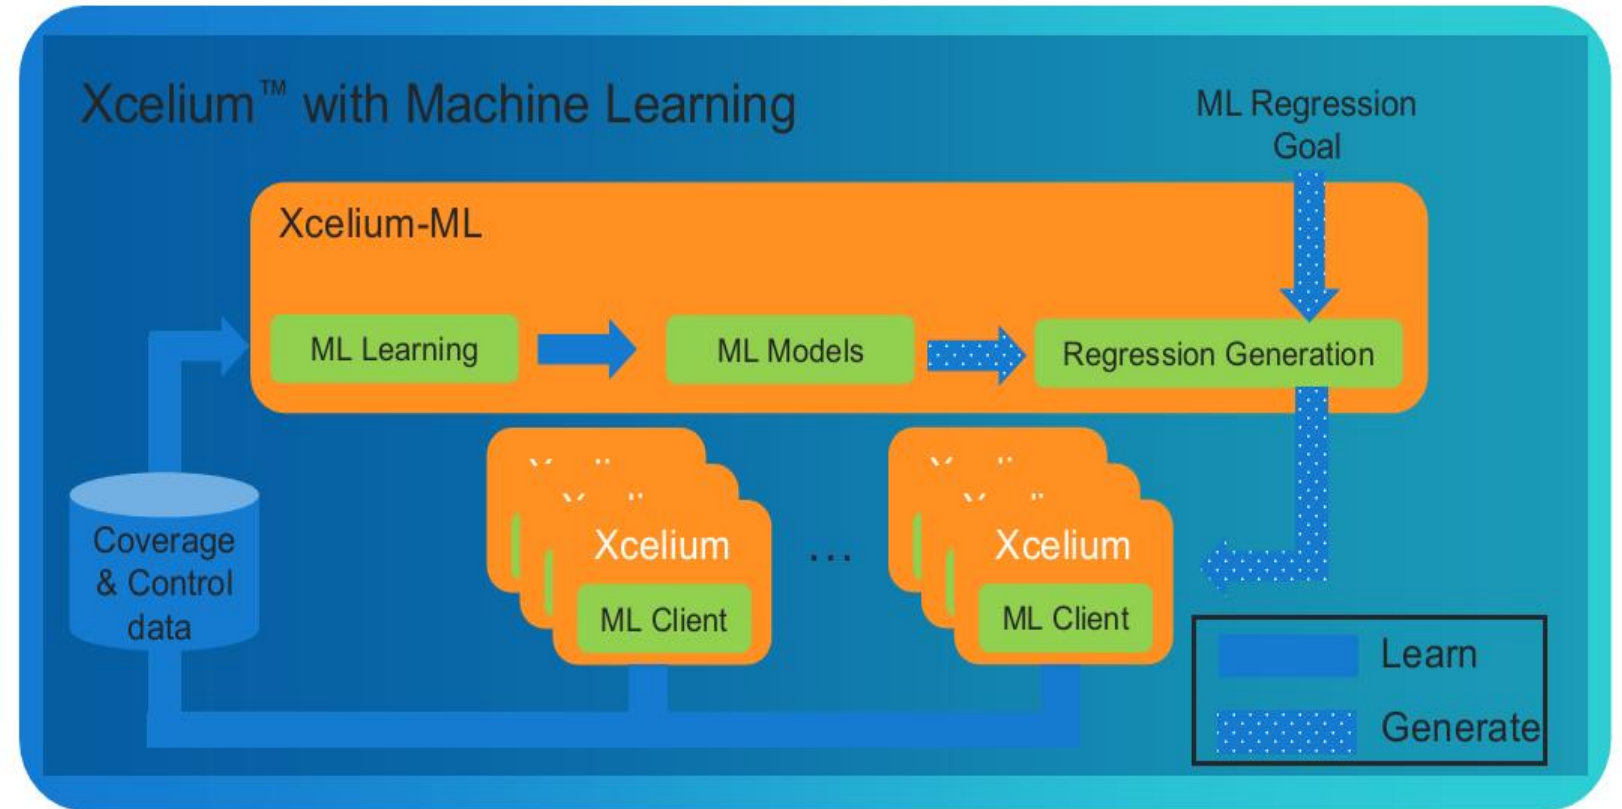 Xcelium™ with Machine Learning
ML Regression
Goal
Xcelium-ML
ML Learning
ML Models
Regression Generation
Xcelium
ML Client
...
Xcelium
ML Client
Coverage
& Control
data
Learn
Generate